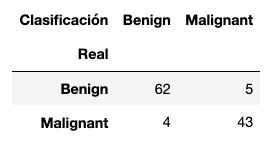 Clasificación Benign Malignant
Real
Benign 62 5
Malignant 4 43